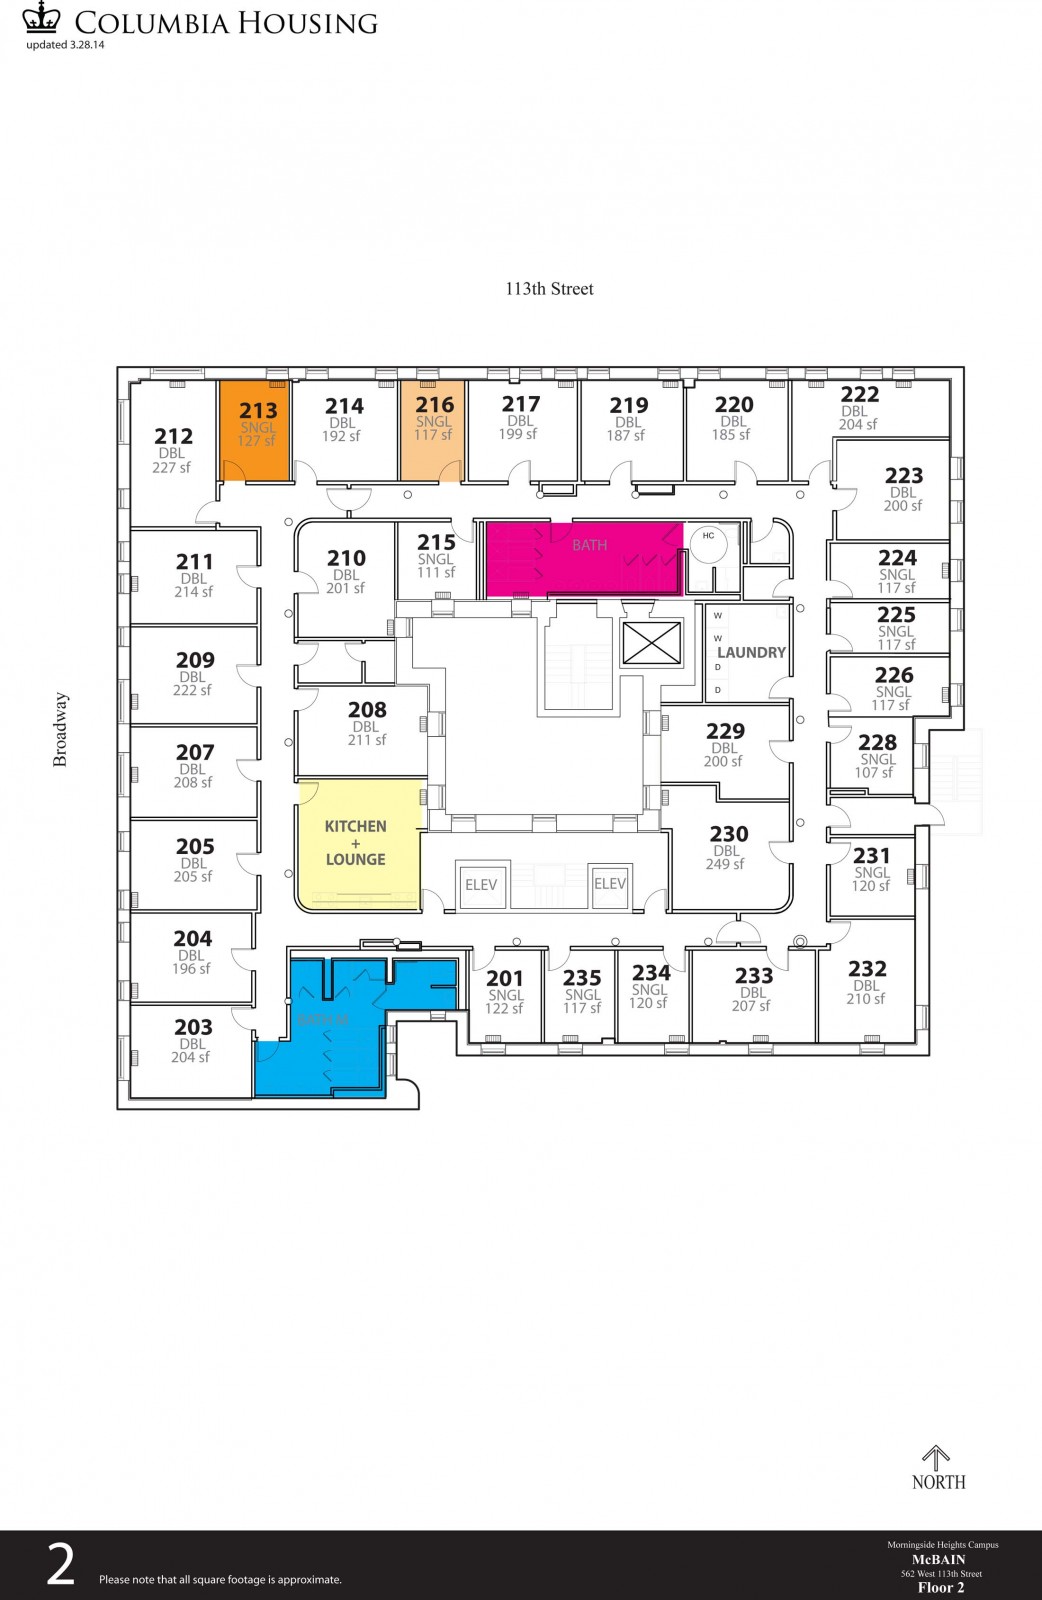 COLUMBIA HOUSING
updated 3.28.14
113th Street
Broadway
212
DBL
227 sf
213
SNGL
127 sf
214
DBL
192 sf
216
SNGL
117 sf
217
DBL
199 sf
219
DBL
187 sf
220
DBL
185 sf
222
DBL
204 sf
223
DBL
200 sf
211
DBL
214 sf
210
DBL
201 sf
215
SNGL
111 sf
BATH
HC
224
SNGL
117 sf
225
SNGL
117 sf
226
SNGL
117 sf
W
W
D
D
LAUNDRY
209
DBL
222 sf
208
DBL
211 sf
229
DBL
200 sf
228
SNGL
107 sf
207
DBL
208 sf
KITCHEN
+
LOUNGE
230
DBL
249 sf
231
SNGL
120 sf
205
DBL
205 sf
ELEV
ELEV
204
DBL
196 sf
201
SNGL
122 sf
235
SNGL
117 sf
234
SNGL
120 sf
233
DBL
207 sf
232
DBL
210 sf
203
DBL
204 sf
BATH M
NORTH
2
Please note that all square footage is approximate.
Morningside Heights Campus
McBAIN
562 West 113th Street
Floor 2